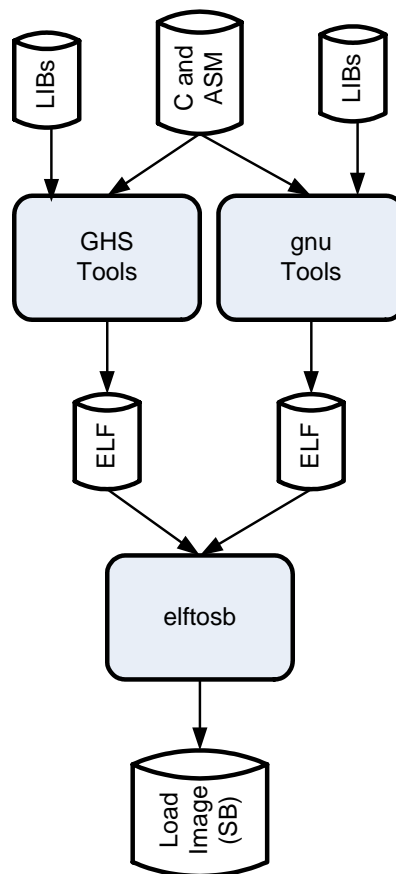 LIBs
C and
ASM
LIBs
GHS
Tools
gnu
Tools
ELF
ELF
elftosb
Load
Image
(SB)